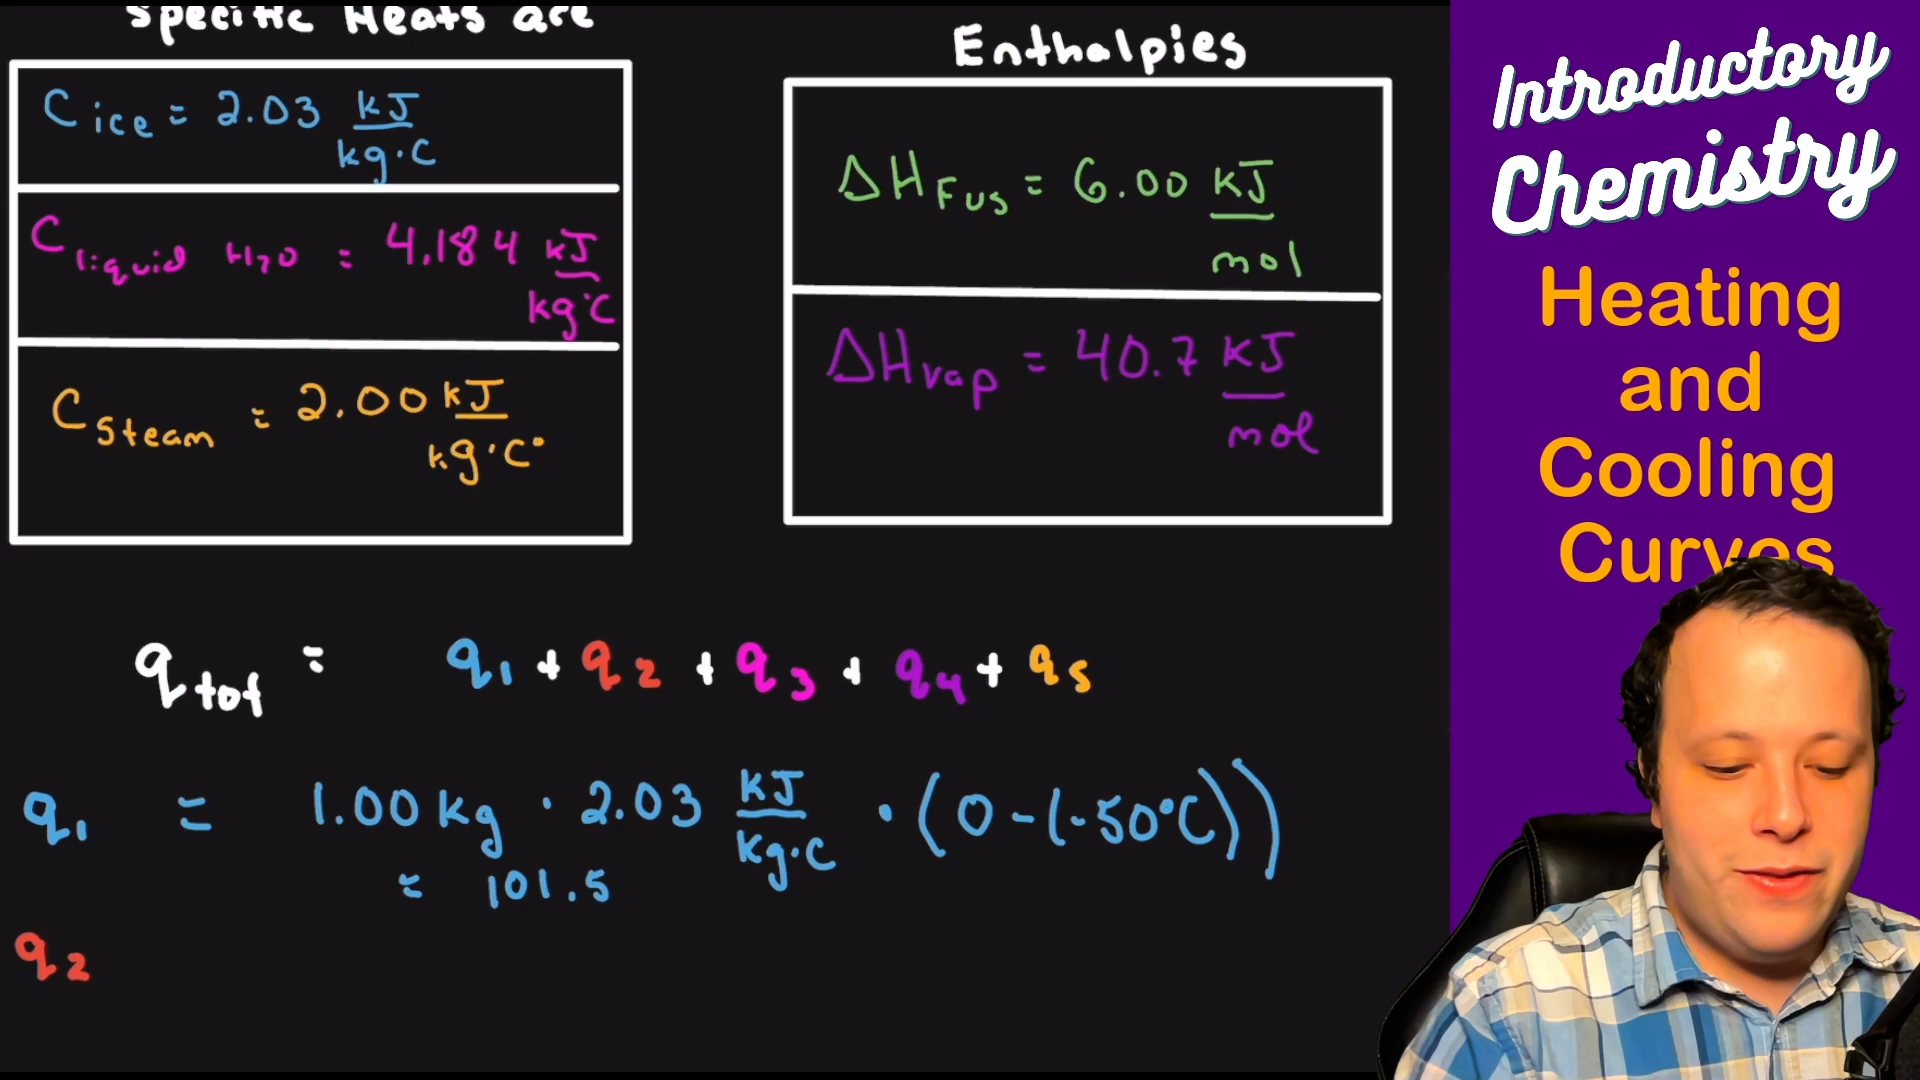 Specific Heats are
C ice = 2.03 kJ
kg·C
C liquid H2O = 4.184 kJ
kg°C
C Steam = 2.00 kJ
kg·C°
Enthalpies
ΔH Fus = 6.00 kJ
mol
ΔH vap = 40.7 kJ
mol
q tot = q1 + q2 + q3 + q4 + q5
q1 = 1.00 kg · 2.03 kJ · (0-(-50°C))
kg·C
= 101.5
q2
Introductory
Chemistry
Heating
and
Cooling
Curves